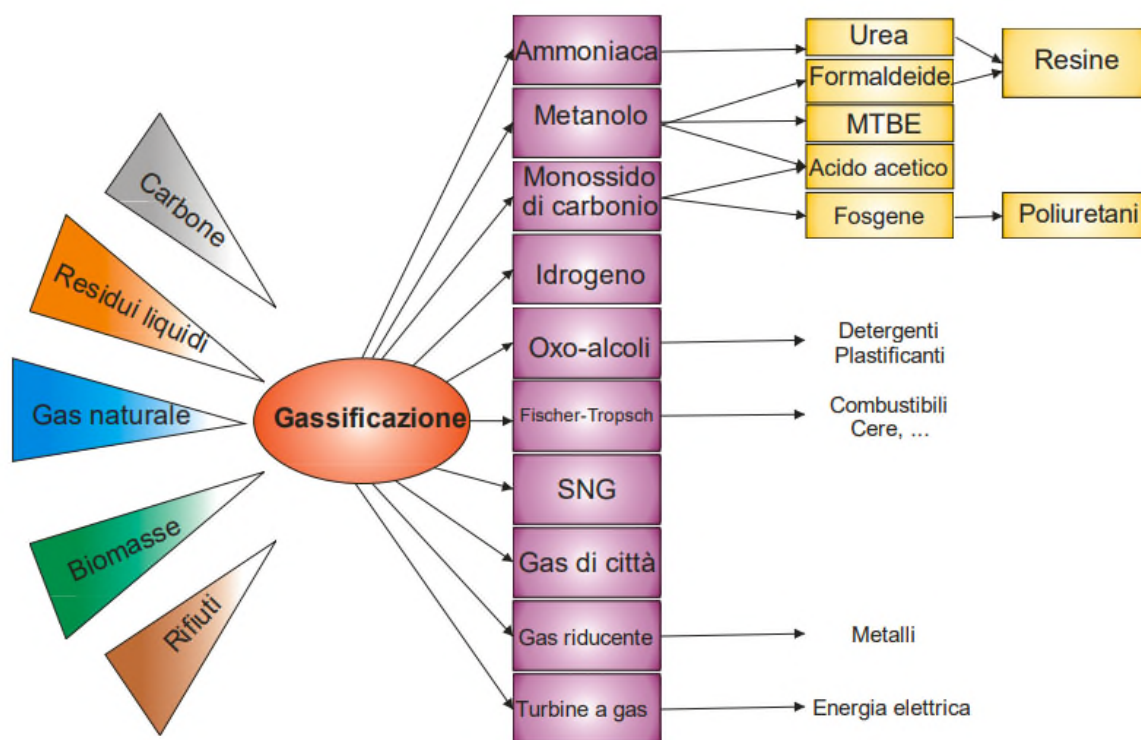 Carbone
Residui liquidi
Gas naturale
Biomasse
Rifiuti
Gassificazione
Ammoniaca
Metanolo
Monossido
di carbonio
Idrogeno
Oxo-alcoli
Fischer-Tropsch
SNG
Gas di città
Gas riducente
Turbine a gas
Urea
Formaldeide
MTBE
Acido acetico
Fosgene
Resine
Poliuretani
Detergenti
Plastificanti
Combustibili
Cere, ...
Metalli
Energia elettrica